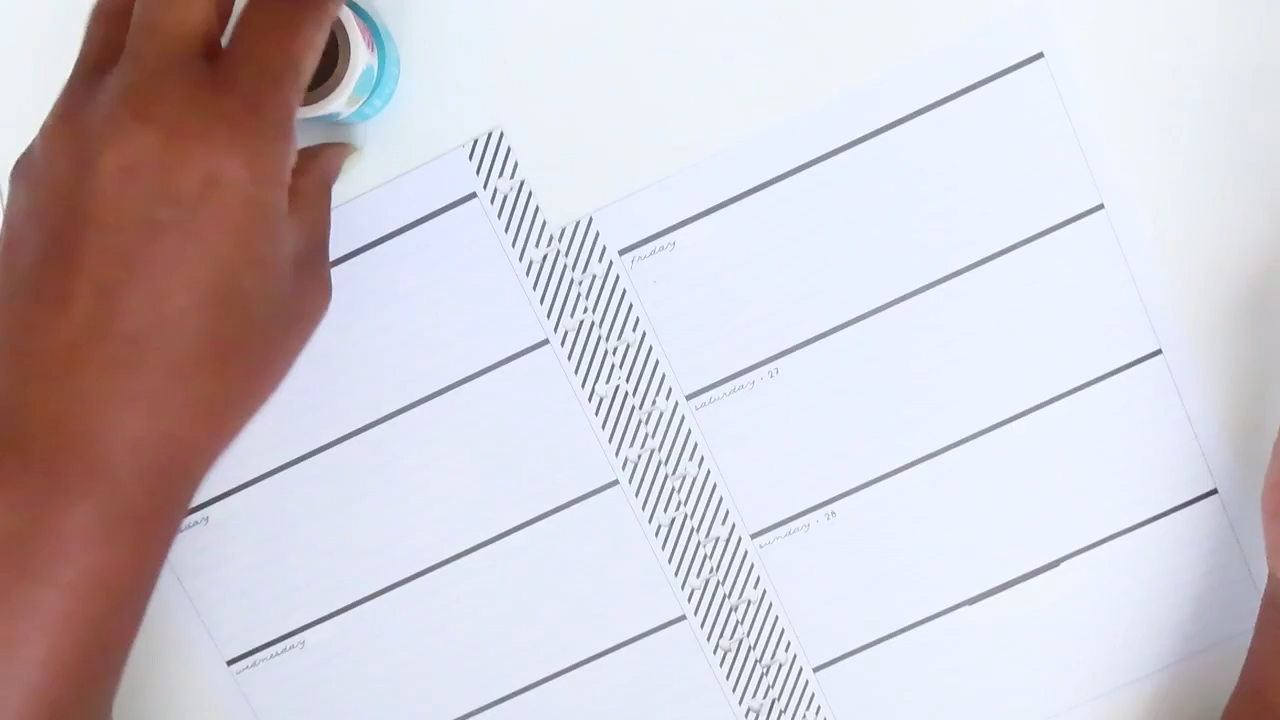 wednesday
friday
saturday • 27
sunday • 28